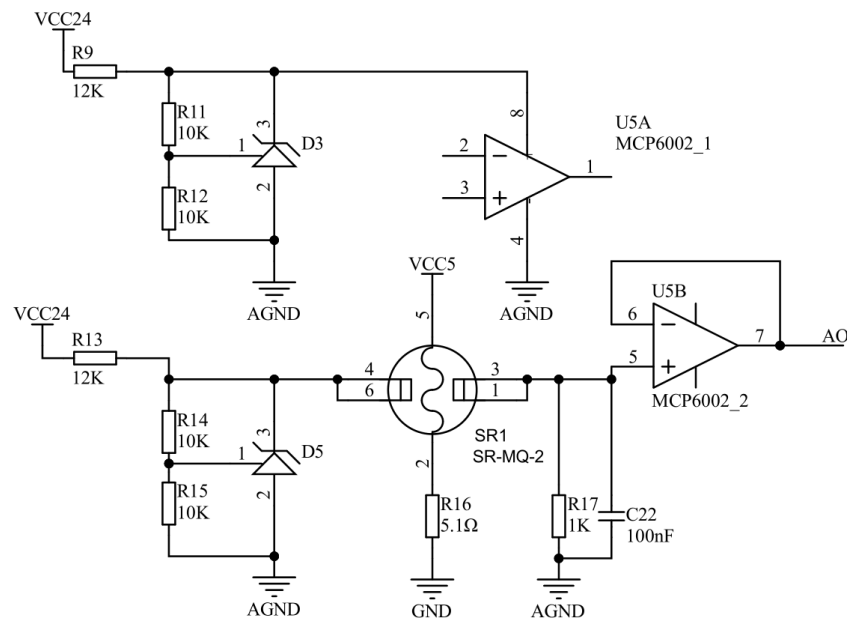 VCC24
R9
12K
R11
10K
1
3
D3
2
R12
10K
AGND
8
U5A
MCP6002_1
2
−
1
3
+
4
AGND
VCC5
5
VCC24
R13
12K
R14
10K
1
3
D5
2
R15
10K
AGND
4
6
3
1
SR1
SR-MQ-2
2
R16
5.1Ω
GND
R17
1K
C22
100nF
AGND
U5B
6
−
7
AO
5
+
MCP6002_2